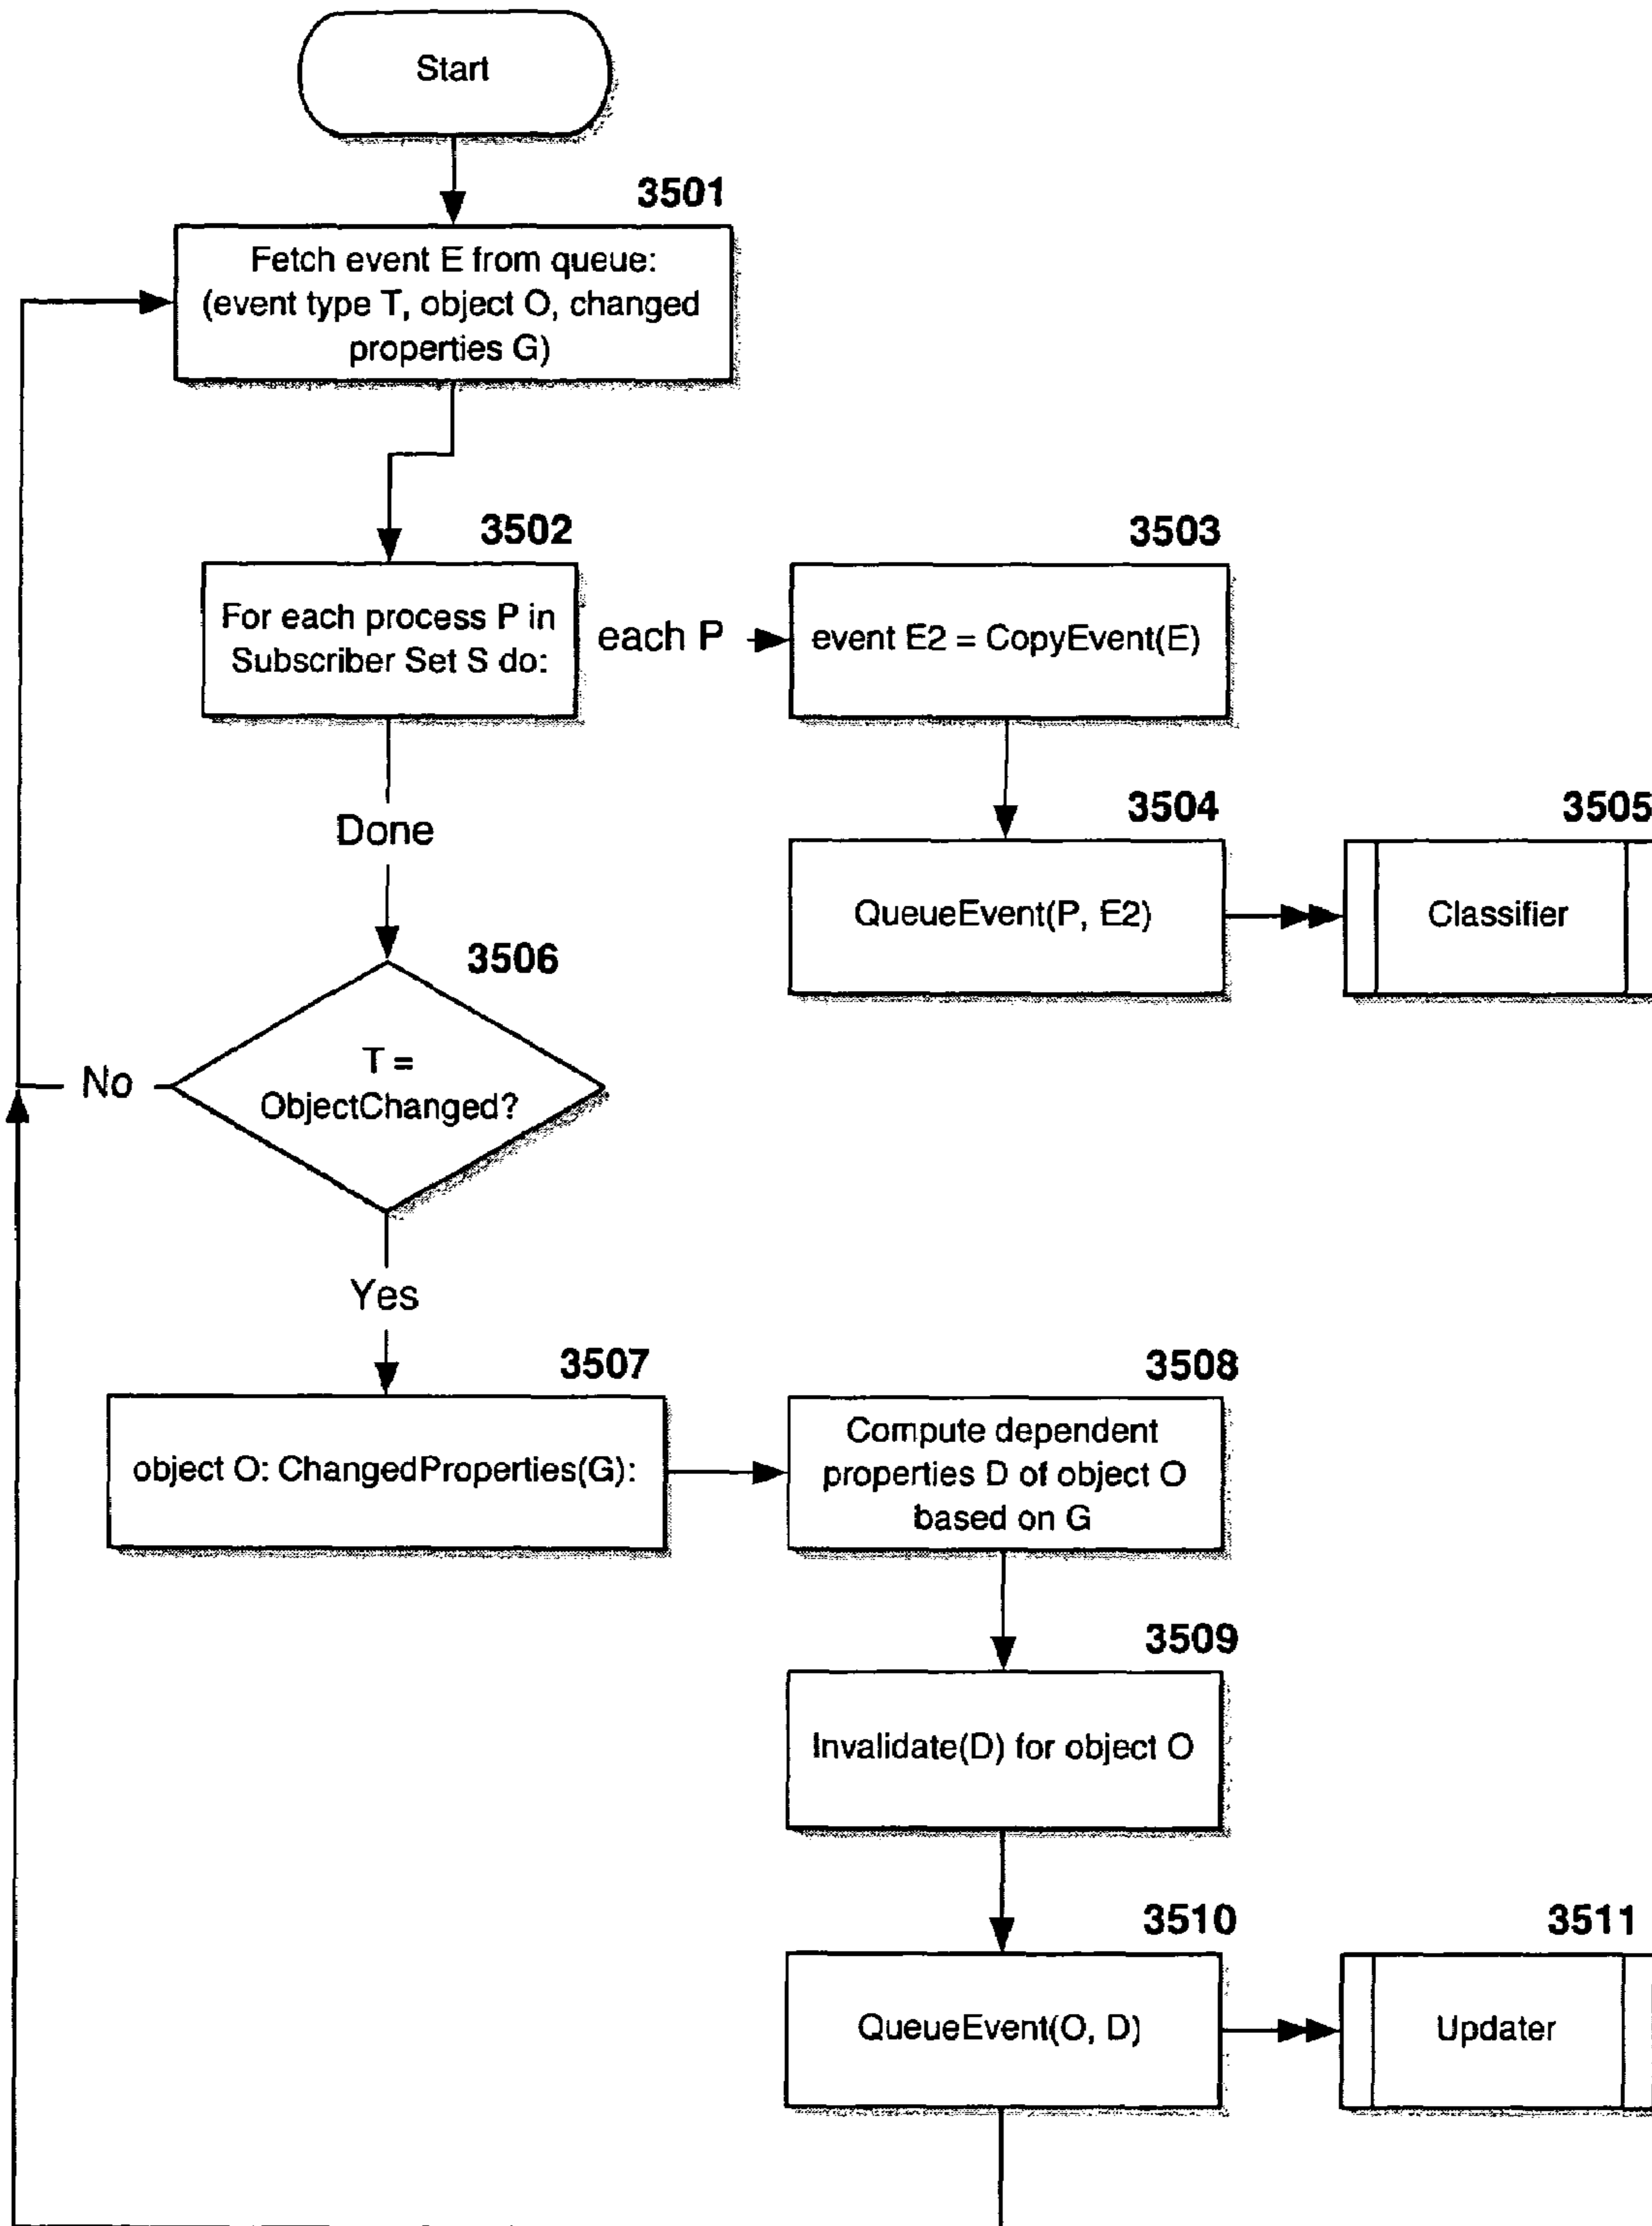 Start
3501
Fetch event E from queue:
(event type T, object O, changed
properties G)
3502
For each process P in
Subscriber Set S do:
each P
3503
event E2 = CopyEvent(E)
3504
QueueEvent(P, E2)
3505
Classifier
Done
3506
T =
ObjectChanged?
No
Yes
3507
object O: ChangedProperties(G):
3508
Compute dependent
properties D of object O
based on G
3509
Invalidate(D) for object O
3510
QueueEvent(O, D)
3511
Updater